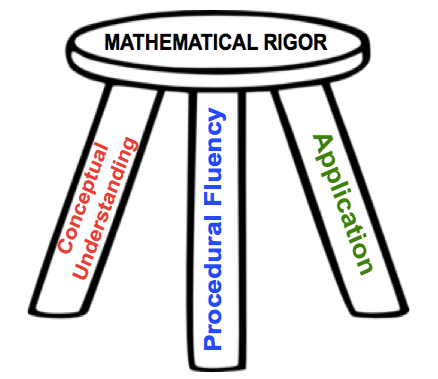 MATHEMATICAL RIGOR
Conceptual
Understanding
Procedural Fluency
Application